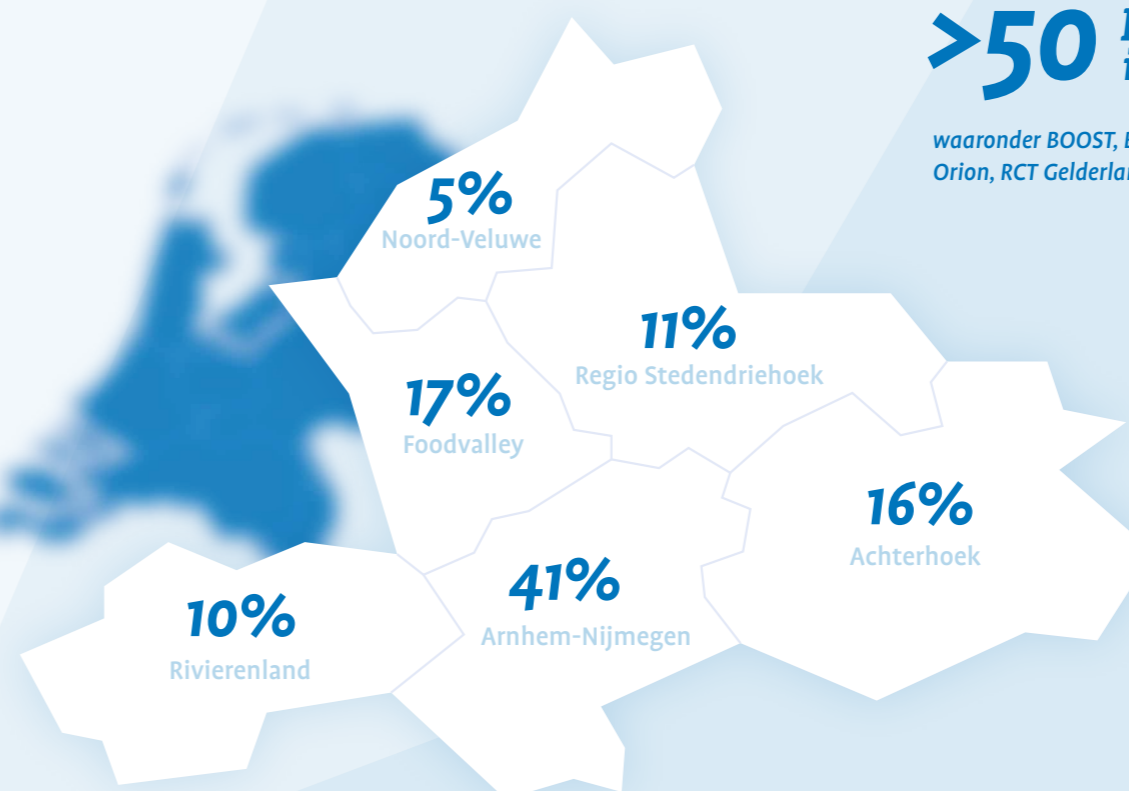 >50
waaronder BOOST,
Orion, RCT
5%
Noord-Veluwe
11%
Regio Stedendriehoek
17%
Foodvalley
16%
Achterhoek
41%
Arnhem-Nijmegen
10%
Rivierenland